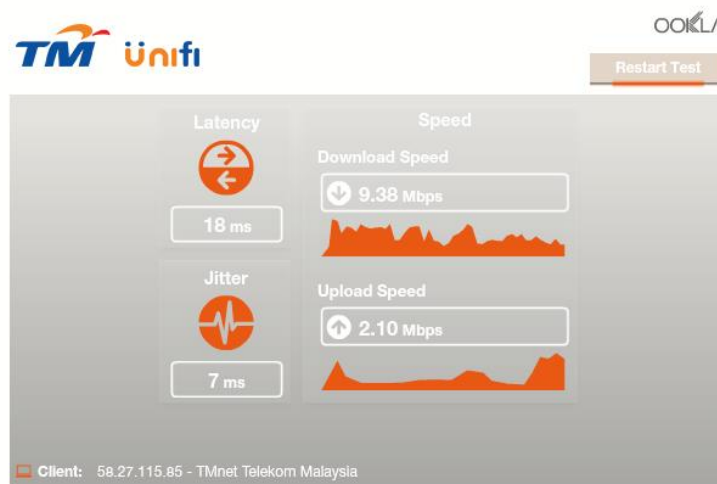 OOKLA
TM ünifi
Restart Test
Latency
18 ms
Jitter
7 ms
Speed
Download Speed
9.38 Mbps
Upload Speed
2.10 Mbps
Client: 58.27.115.85 - TMnet Telekom Malaysia